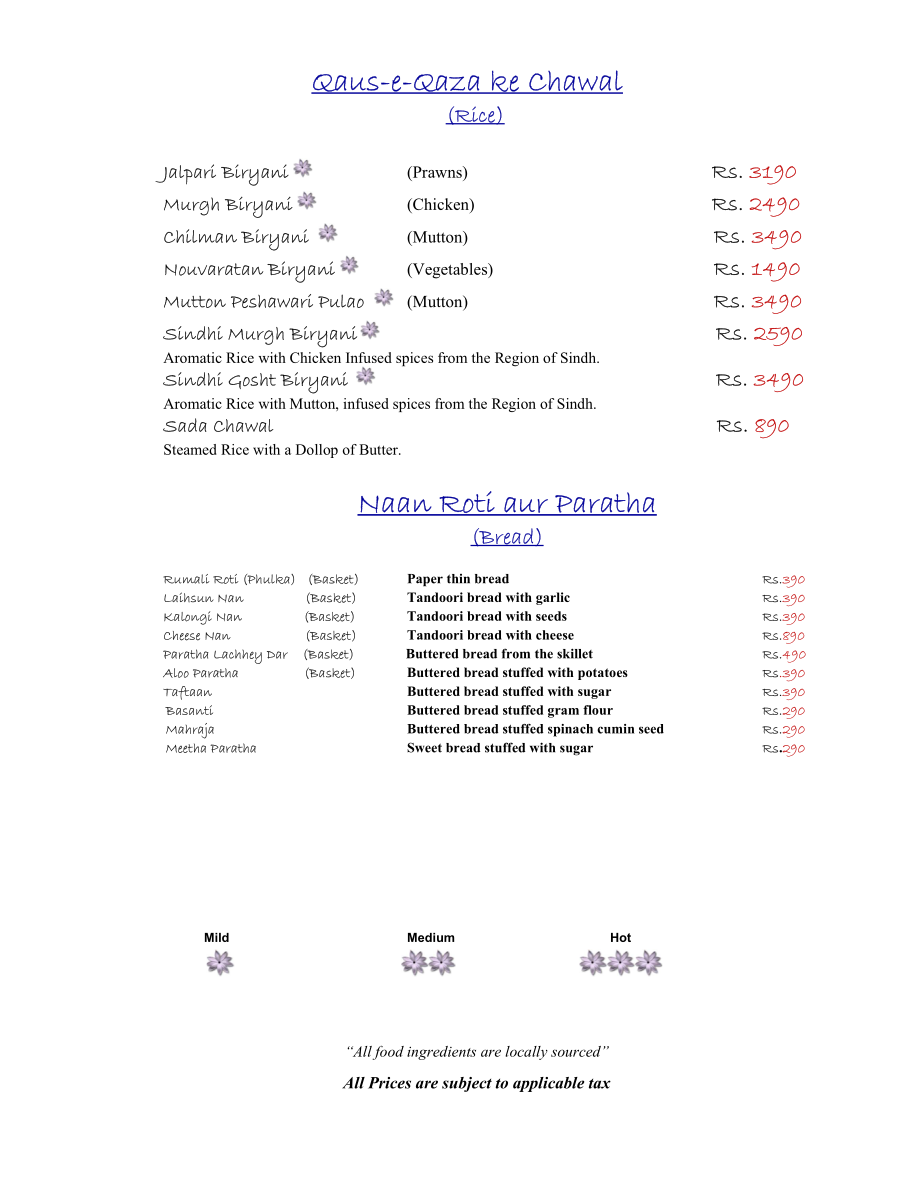 Qaus-e-Qaza ke Chawal
(Rice)
Jalpari Biryani (Prawns) Rs. 3190
Murgh Biryani (Chicken) Rs. 2490
Chilman Biryani (Mutton) Rs. 3490
Nouvaratan Biryani (Vegetables) Rs. 1490
Mutton Peshawari Pulao (Mutton) Rs. 3490
Sindhi Murgh Biryani Rs. 2590
Aromatic Rice with Chicken Infused spices from the Region of Sindh.
Sindhi Gosht Biryani Rs. 3490
Aromatic Rice with Mutton, infused spices from the Region of Sindh.
Sada Chawal Rs. 890
Steamed Rice with a Dollop of Butter.
Naan Roti aur Paratha
(Bread)
Rumali Roti (Phulka) (Basket) Paper thin bread Rs.390
Laihsun Nan (Basket) Tandoori bread with garlic Rs.390
Kalongi Nan (Basket) Tandoori bread with seeds Rs.390
Cheese Nan (Basket) Tandoori bread with cheese Rs.890
Paratha Lachhey Dar (Basket) Buttered bread from the skillet Rs.490
Aloo Paratha (Basket) Buttered bread stuffed with potatoes Rs.390
Taftaan Buttered bread stuffed with sugar Rs.390
Basanti Buttered bread stuffed gram flour Rs.290
Mahraja Buttered bread stuffed spinach cumin seed Rs.290
Meetha Paratha Sweet bread stuffed with sugar Rs.290
Mild Medium Hot
“All food ingredients are locally sourced”
All Prices are subject to applicable tax